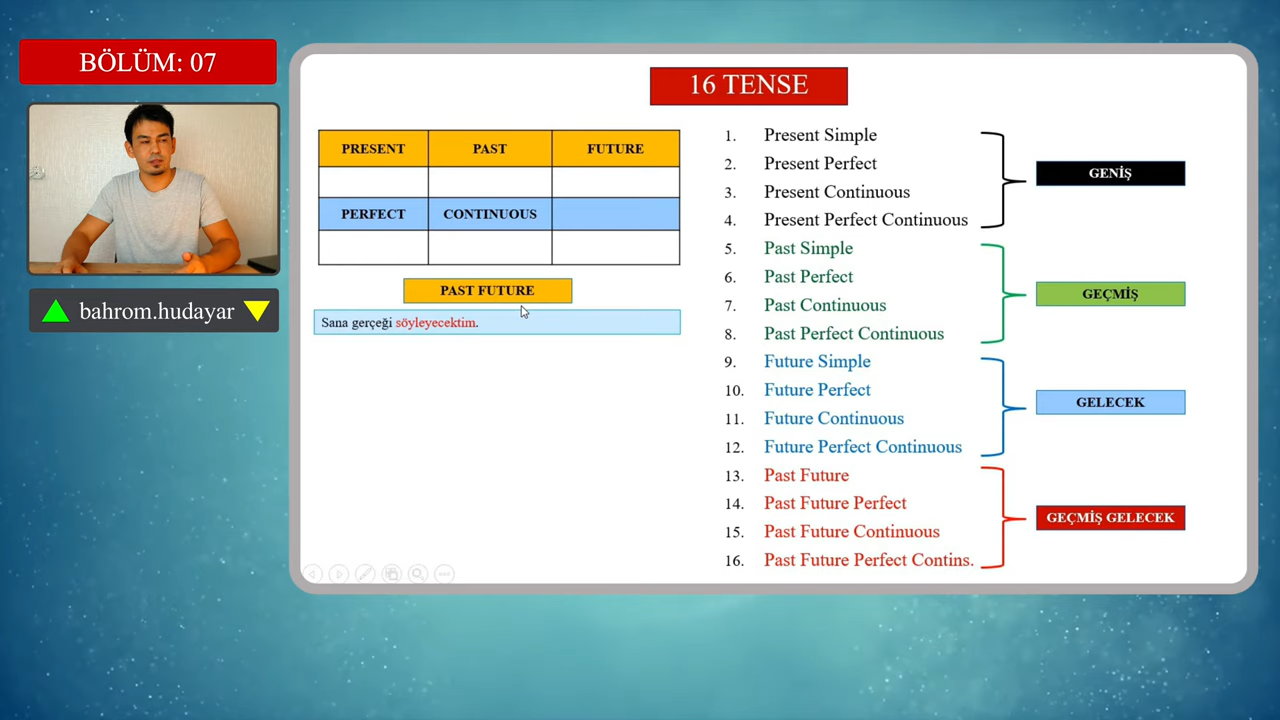 BÖLÜM: 07
bahrom.hudayar
16 TENSE
PRESENT PAST FUTURE
PERFECT CONTINUOUS
PAST FUTURE
Sana gerçeği söyleyecektim.
1. Present Simple
2. Present Perfect
3. Present Continuous
4. Present Perfect Continuous
GENİŞ
5. Past Simple
6. Past Perfect
7. Past Continuous
8. Past Perfect Continuous
GEÇMİŞ
9. Future Simple
10. Future Perfect
11. Future Continuous
12. Future Perfect Continuous
GELECEK
13. Past Future
14. Past Future Perfect
15. Past Future Continuous
16. Past Future Perfect Contins.
GEÇMİŞ GELECEK